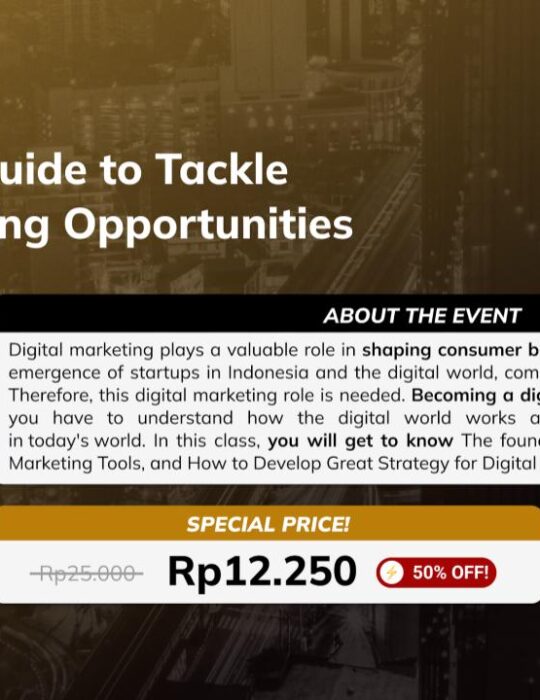 uide to Tackle
ng Opportunities
ABOUT THE EVENT
Digital marketing plays a valuable role in shaping consumer b
emergence of startups in Indonesia and the digital world, com
Therefore, this digital marketing role is needed. Becoming a dig
you have to understand how the digital world works a
in today's world. In this class, you will get to know The foun
Marketing Tools, and How to Develop Great Strategy for Digital
SPECIAL PRICE!
Rp25.000 Rp12.250 50% OFF!